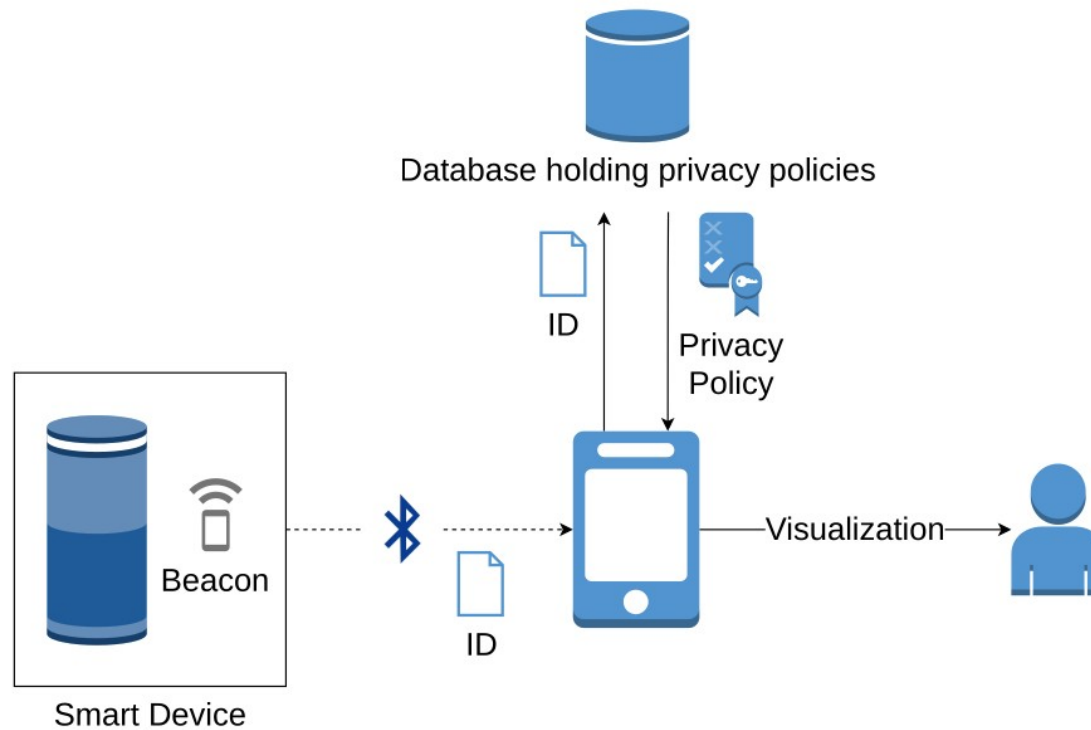 Database holding privacy policies
ID
Privacy
Policy
Beacon
Visualization
ID
Smart Device